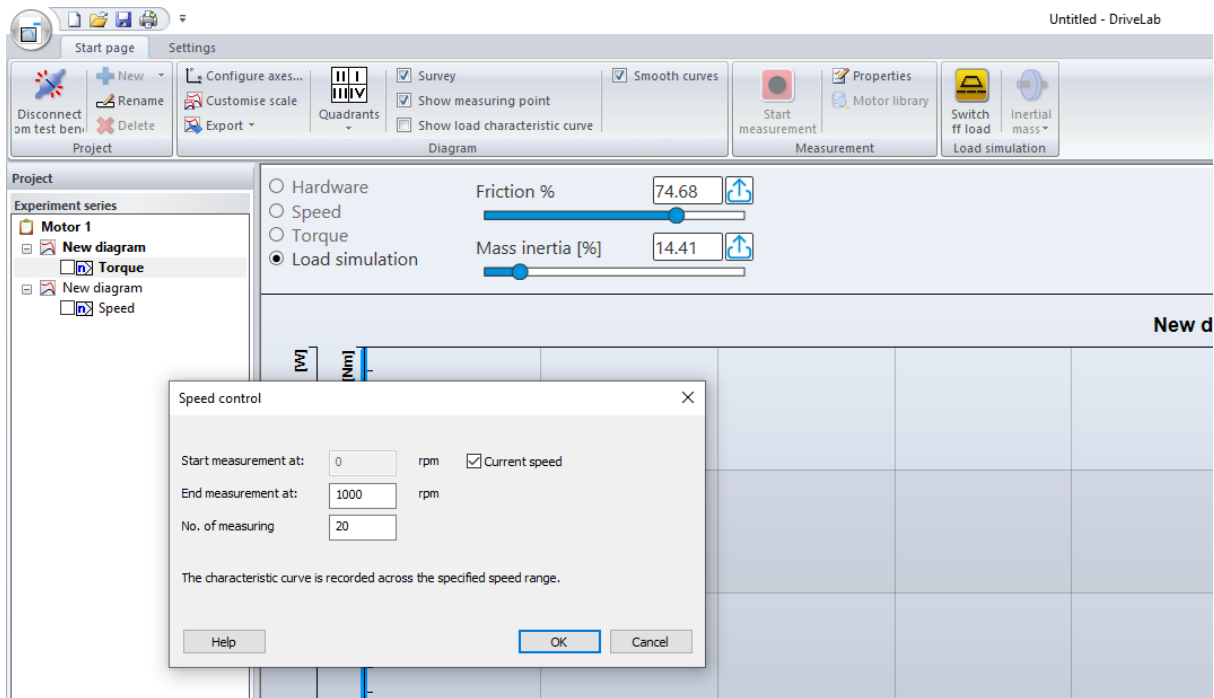 Untitled - DriveLab
Start page Settings
Disconnect
om test ben
New
Rename
Delete
Project
Configure axes...
Customise scale
Export
II I
III IV
Quadrants
Survey
Show measuring point
Show load characteristic curve
Smooth curves
Diagram
Start
measurement
Properties
Motor library
Measurement
Switch
ff load
Inertial
mass
Load simulation
Project
Experiment series
Motor 1
New diagram
n Torque
New diagram
n Speed
Hardware
Speed
Torque
Load simulation
Friction % 74.68
Mass inertia [%] 14.41
New d
[W]
[Nm]
Speed control
Start measurement at: 0 rpm Current speed
End measurement at: 1000 rpm
No. of measuring 20
The characteristic curve is recorded across the specified speed range.
Help OK Cancel